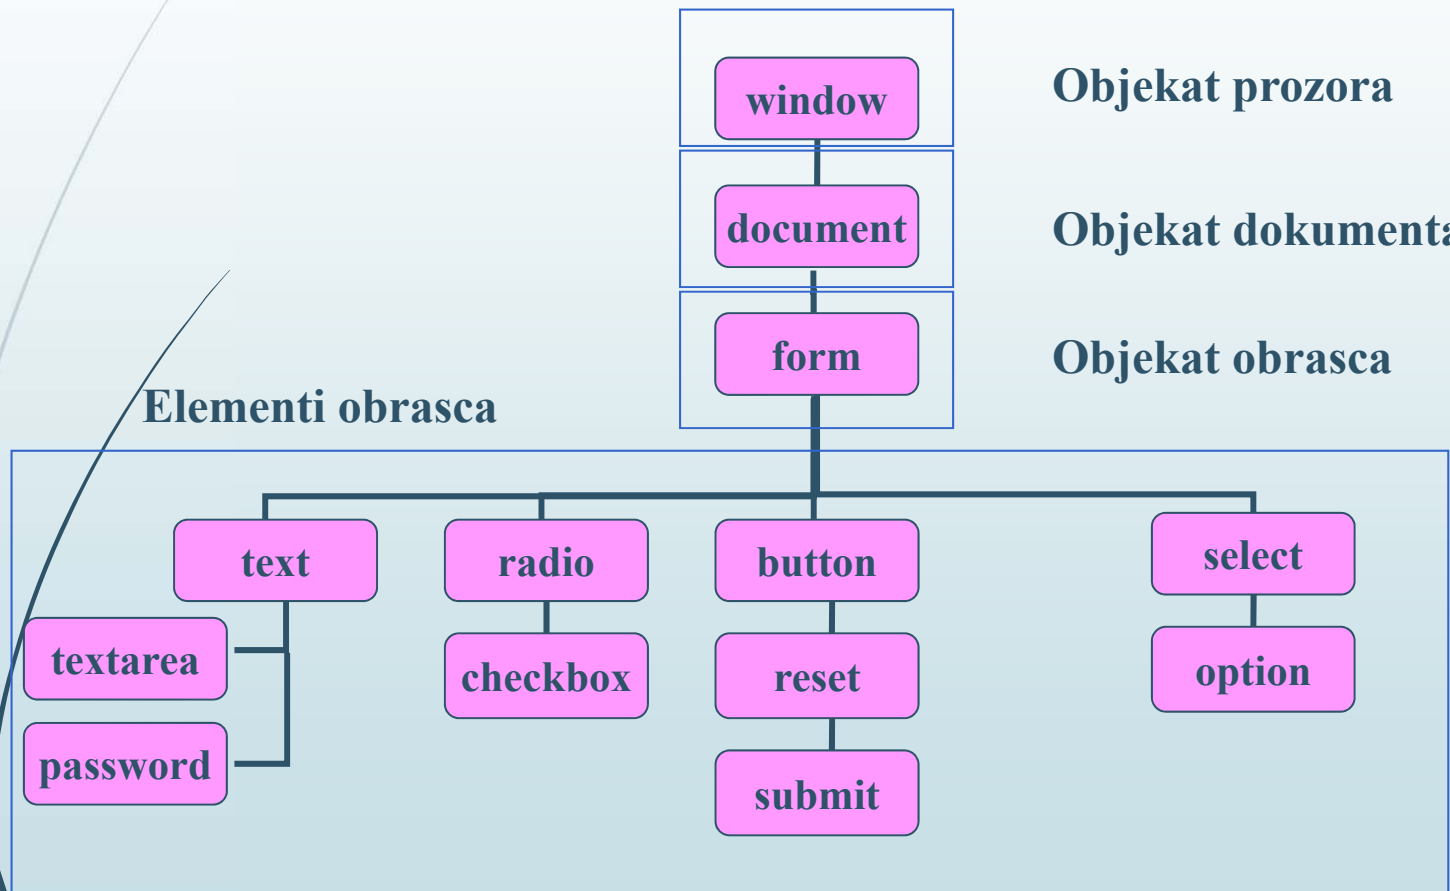 window
Objekat prozora
document
Objekat dokumenta
form
Objekat obrasca
Elementi obrasca
text
radio
button
select
textarea
checkbox
reset
option
password
submit